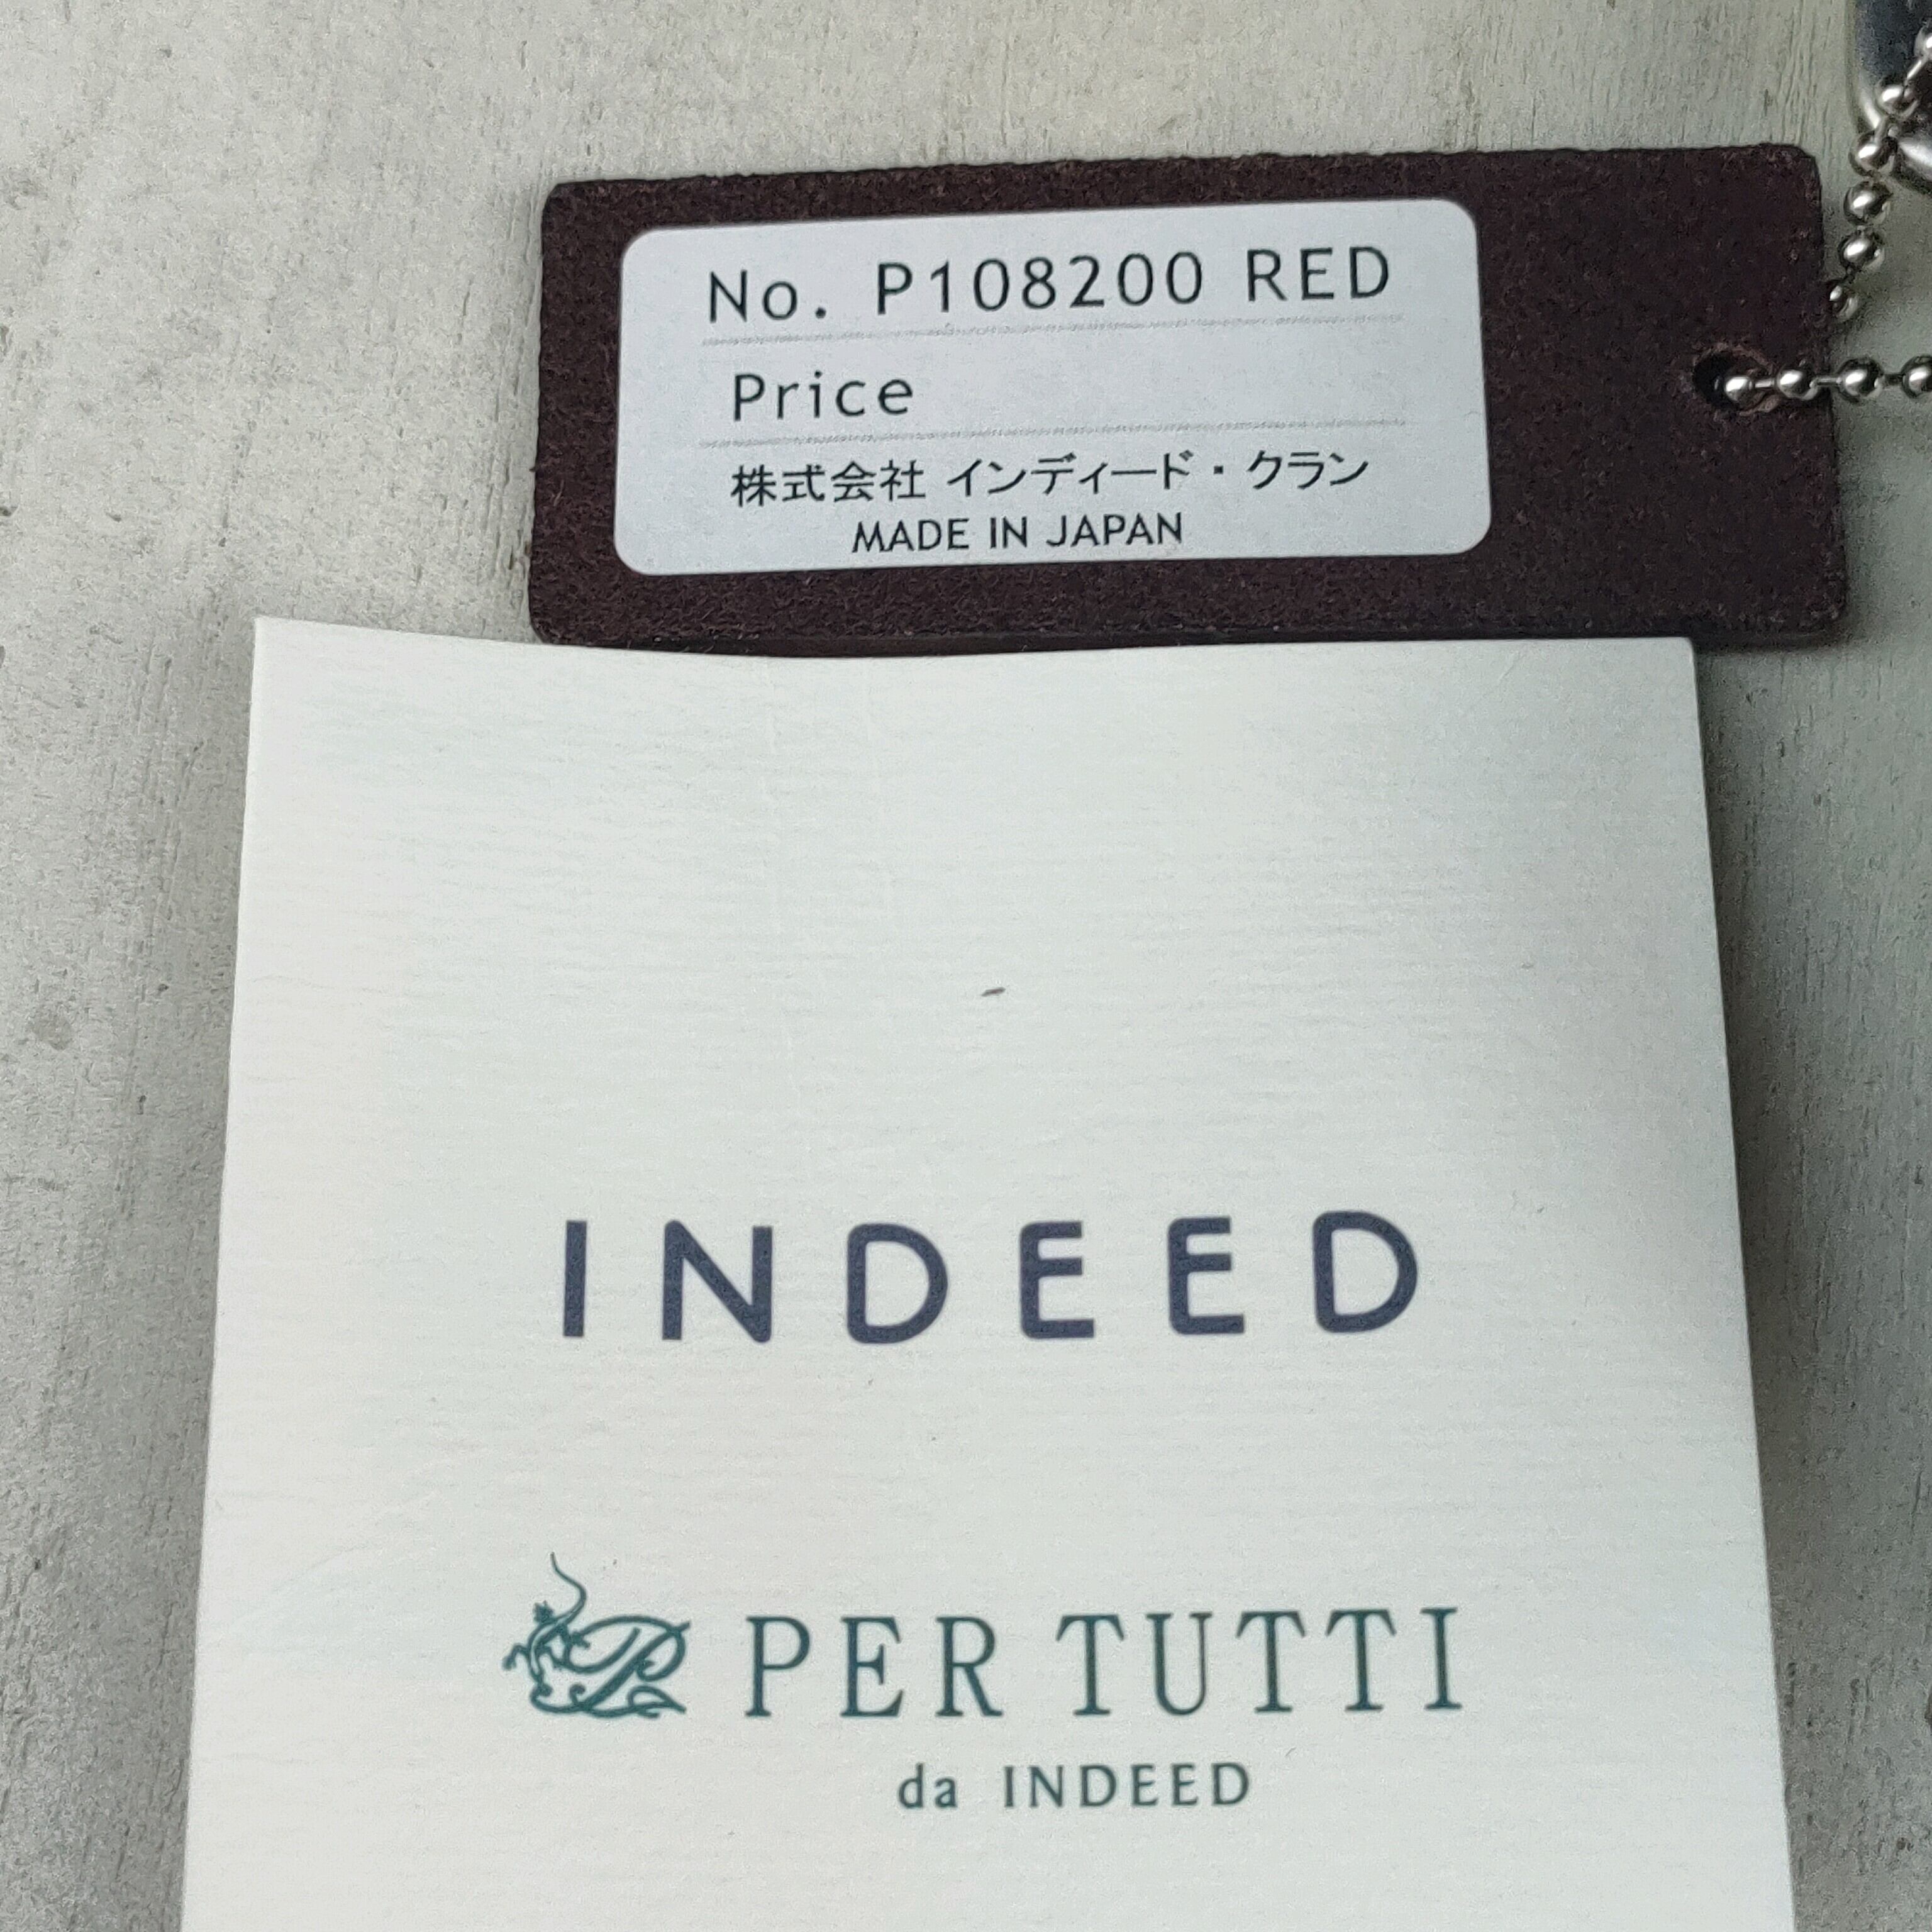 No. P108200 RED
Price
株式会社 インディード・クラン
MADE IN JAPAN
INDEED
PER TUTTI
da INDEED